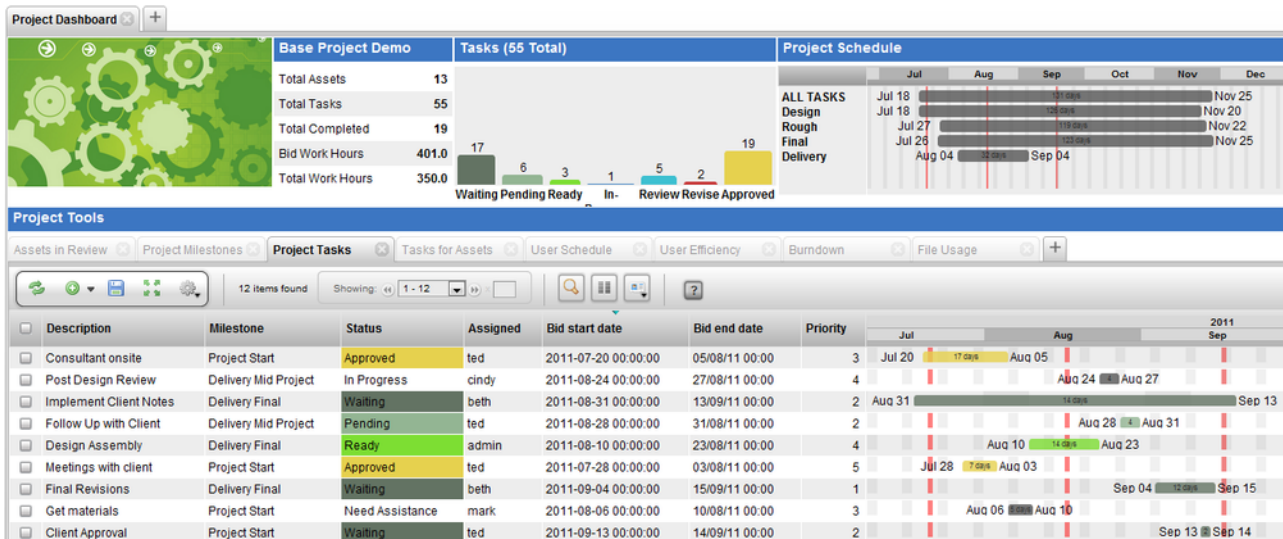 Project Dashboard
Base Project Demo
Total Assets 13
Total Tasks 55
Total Completed 19
Bid Work Hours 401.0
Total Work Hours 350.0
Tasks (55 Total)
17 6 3 1 5 2 19
Waiting Pending Ready In- Review Revise Approved
Project Schedule
Jul Aug Sep Oct Nov Dec
ALL TASKS Jul 18 Nov 25
Design Jul 18 Nov 20
Rough Jul 27 Nov 22
Final Jul 26 Nov 25
Delivery Aug 04 Sep 04
Project Tools
Assets in Review Project Milestones Project Tasks Tasks for Assets User Schedule User Efficiency Burndown File Usage
12 items found Showing: 1 - 12
Description Milestone Status Assigned Bid start date Bid end date Priority
2011
Jul Aug Sep
Consultant onsite Project Start Approved ted 2011-07-20 00:00:00 05/08/11 00:00 3 Jul 20 17 days Aug 05
Post Design Review Delivery Mid Project In Progress cindy 2011-08-24 00:00:00 27/08/11 00:00 4 Aug 24 4 Aug 27
Implement Client Notes Delivery Final Waiting beth 2011-08-31 00:00:00 13/09/11 00:00 2 Aug 31 14 days Sep 13
Follow Up with Client Delivery Mid Project Pending ted 2011-08-28 00:00:00 31/08/11 00:00 2 Aug 28 4 Aug 31
Design Assembly Delivery Final Ready admin 2011-08-10 00:00:00 23/08/11 00:00 4 Aug 10 14 days Aug 23
Meetings with client Project Start Approved ted 2011-07-28 00:00:00 03/08/11 00:00 5 Jul 28 7 days Aug 03
Final Revisions Delivery Final Waiting beth 2011-09-04 00:00:00 15/09/11 00:00 1 Sep 04 12 days Sep 15
Get materials Project Start Need Assistance mark 2011-08-06 00:00:00 10/08/11 00:00 3 Aug 06 5 days Aug 10
Client Approval Project Start Waiting ted 2011-09-13 00:00:00 14/09/11 00:00 2 Sep 13 2 Sep 14